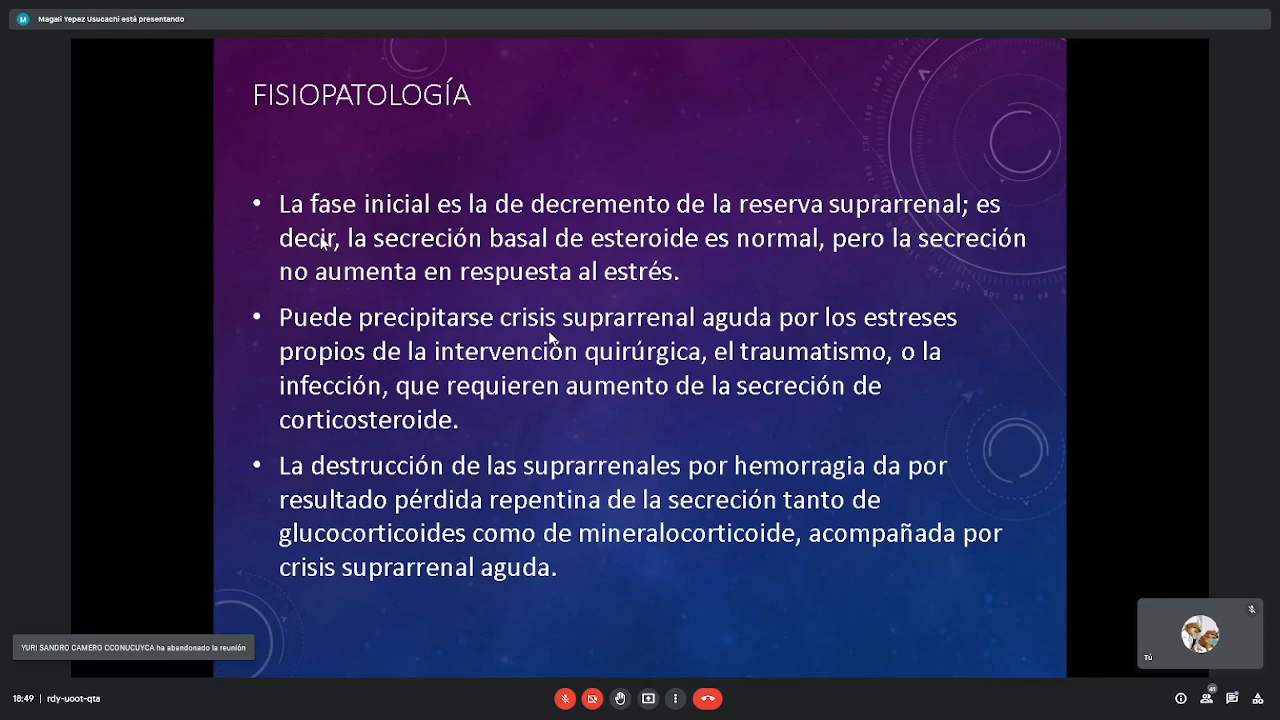 M Magali Yepez Usucachi está presentando
FISIOPATOLOGÍA
• La fase inicial es la de decremento de la reserva suprarrenal; es
decir, la secreción basal de esteroide es normal, pero la secreción
no aumenta en respuesta al estrés.
• Puede precipitarse crisis suprarrenal aguda por los estreses
propios de la intervención quirúrgica, el traumatismo, o la
infección, que requieren aumento de la secreción de
corticosteroide.
• La destrucción de las suprarrenales por hemorragia da por
resultado pérdida repentina de la secreción tanto de
glucocorticoides como de mineralocorticoide, acompañada por
crisis suprarrenal aguda.
YURI SANDRO CAMERO CCONUCUYCA ha abandonado la reunión
Tú
18:49 | rdy-uoot-qta
41